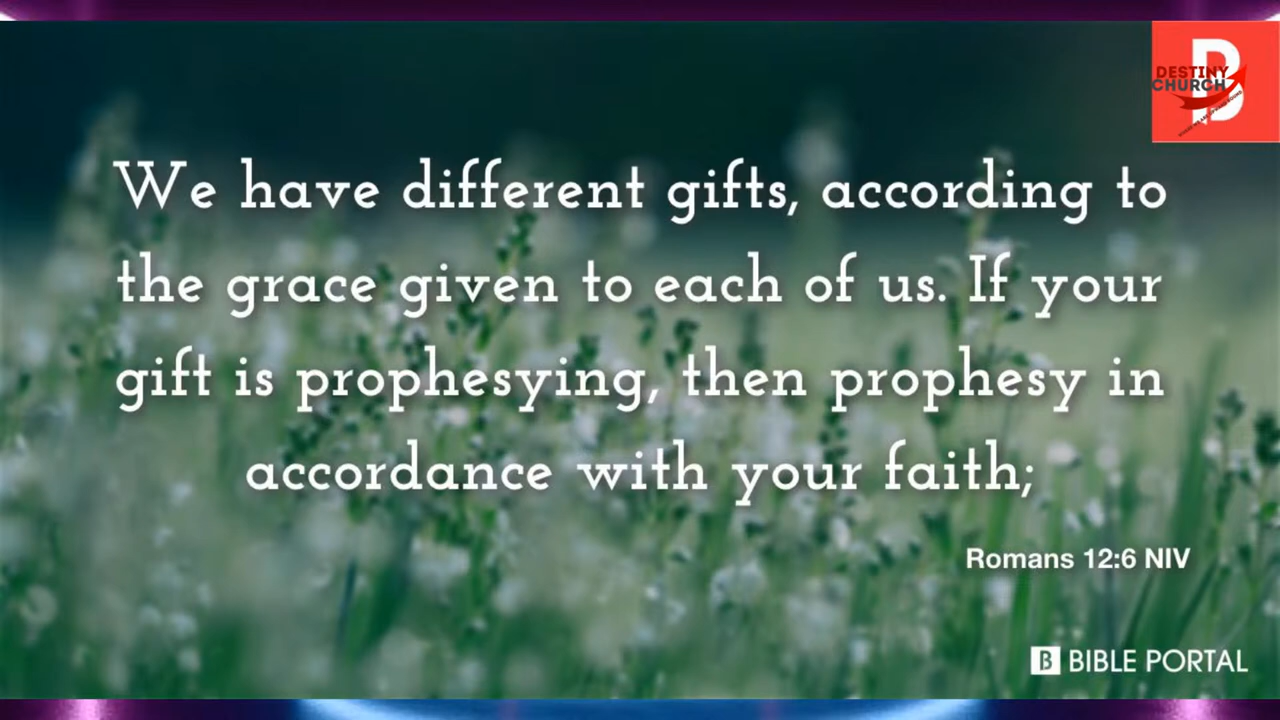 DESTINY
CHURCH
We have different gifts, according to
the grace given to each of us. If your
gift is prophesying, then prophesy in
accordance with your faith;
Romans 12:6 NIV
B BIBLE PORTAL